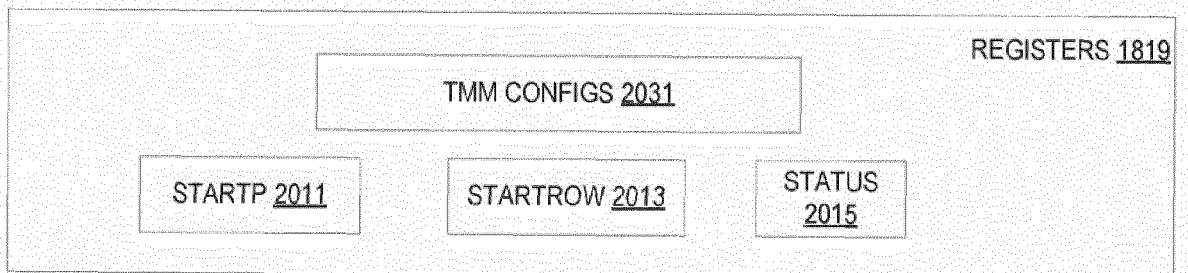 REGISTERS 1819
TMM CONFIGS 2031
STARTP 2011
STARTROW 2013
STATUS
2015